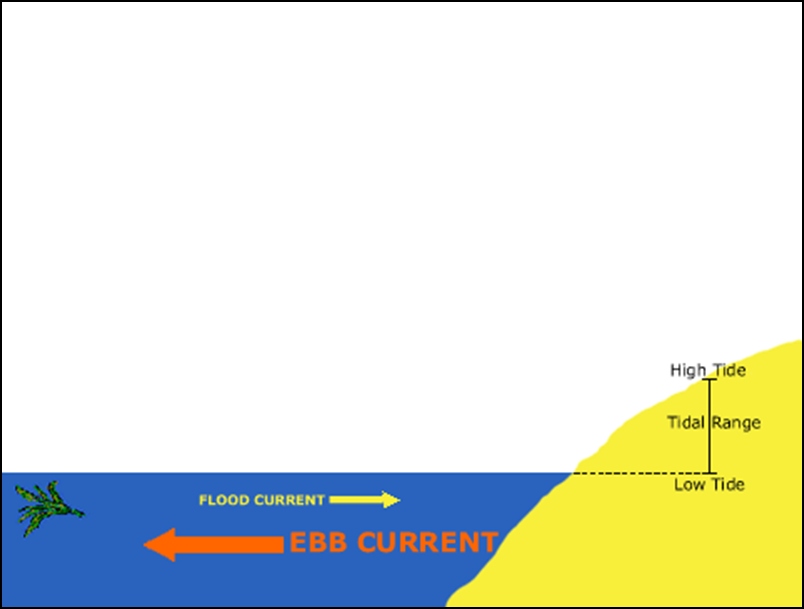 High Tide
Tidal Range
Low Tide
FLOOD CURRENT
EBB CURRENT